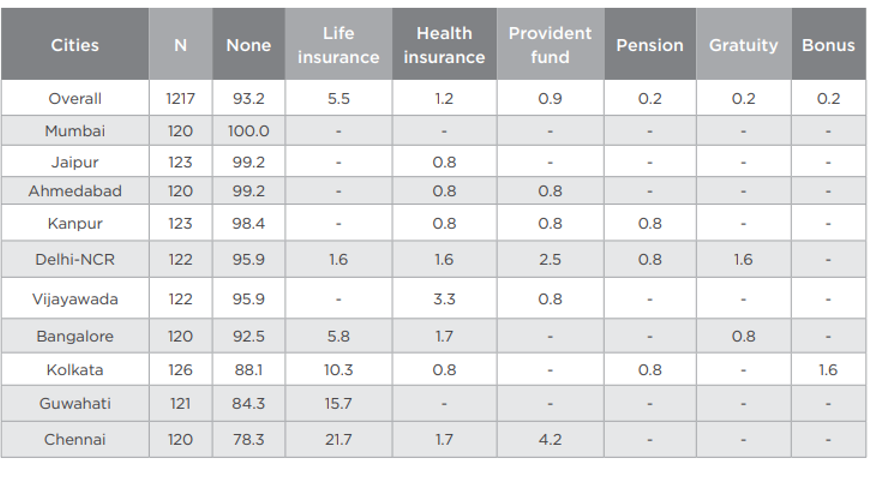 Cities N None Life insurance Health insurance Provident fund Pension Gratuity Bonus
Overall 1217 93.2 5.5 1.2 0.9 0.2 0.2 0.2
Mumbai 120 100.0 - - - - - -
Jaipur 123 99.2 - 0.8 - - - -
Ahmedabad 120 99.2 - 0.8 0.8 - - -
Kanpur 123 98.4 - 0.8 0.8 0.8 - -
Delhi-NCR 122 95.9 1.6 1.6 2.5 0.8 1.6 -
Vijayawada 122 95.9 - 3.3 0.8 - - -
Bangalore 120 92.5 5.8 1.7 - - 0.8 -
Kolkata 126 88.1 10.3 0.8 - 0.8 - 1.6
Guwahati 121 84.3 15.7 - - - - -
Chennai 120 78.3 21.7 1.7 4.2 - - -